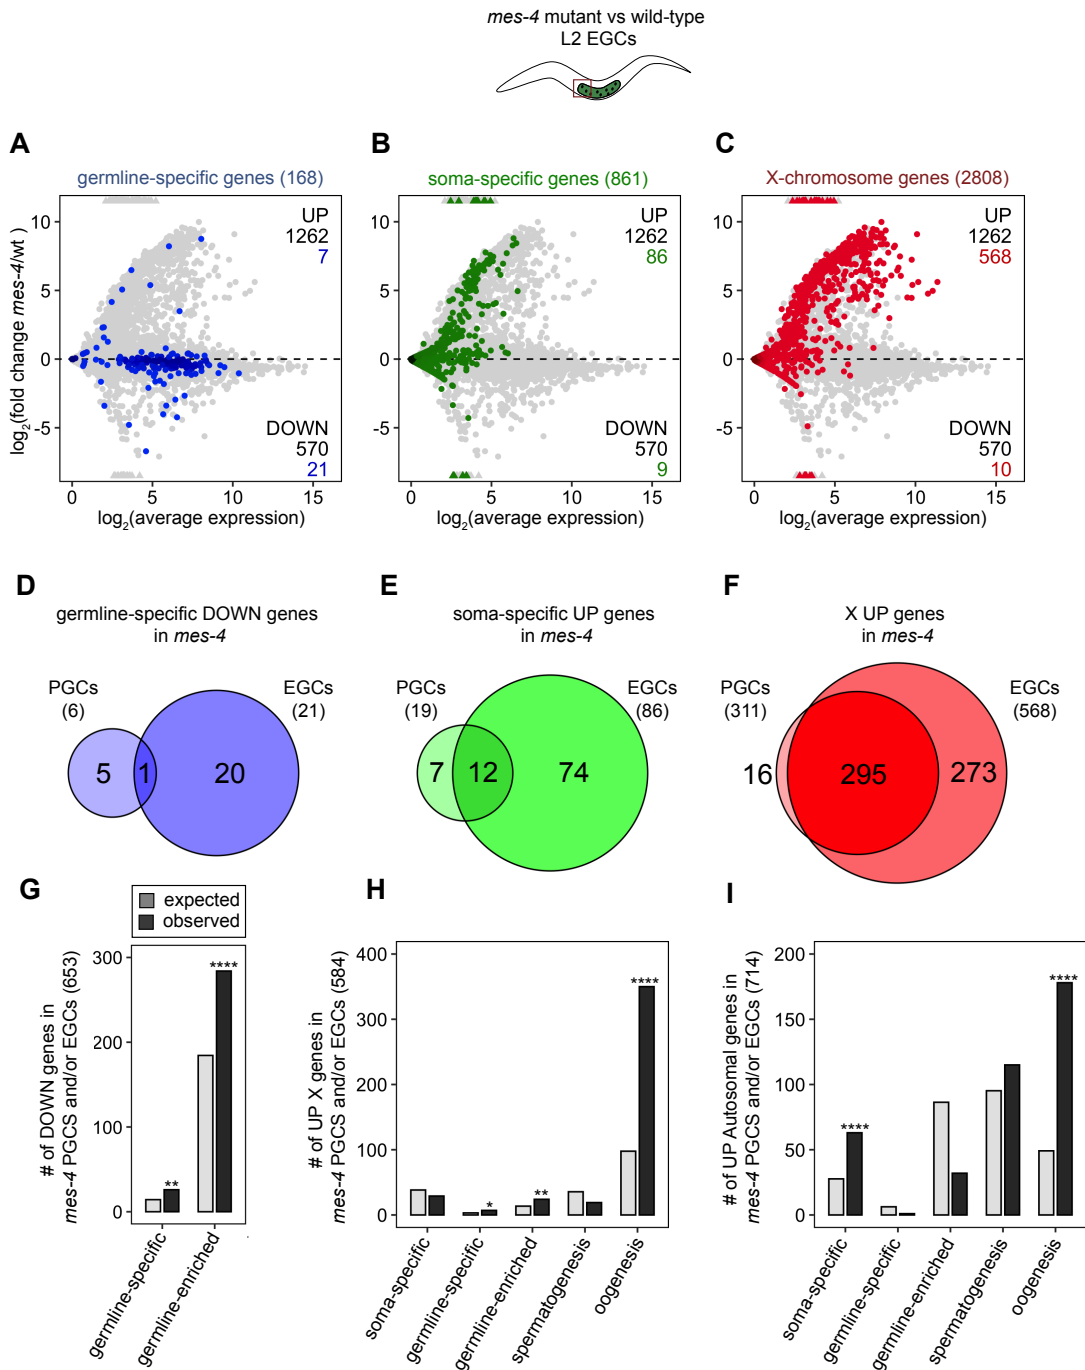 mes-4 mutant vs wild-type
L2 EGCs
A
B
C
germline-specific genes (168)
soma-specific genes (861)
X-chromosome genes (2808)
log2(fold change mes-4/wt)
10
5
0
-5
UP
1262
7
DOWN
570
21
0
5
10
15
log2(average expression)
10
5
0
-5
UP
1262
86
DOWN
570
9
0
5
10
15
log2(average expression)
10
5
0
-5
UP
1262
568
DOWN
570
10
0
5
10
15
log2(average expression)
D
germline-specific DOWN genes
in mes-4
PGCs
(6)
EGCs
(21)
5
1
20
E
soma-specific UP genes
in mes-4
PGCs
(19)
EGCs
(86)
7
12
74
F
X UP genes
in mes-4
PGCs
(311)
EGCs
(568)
16
295
273
G
expected
observed
# of DOWN genes in
mes-4 PGCS and/or EGCs (653)
300
200
100
0
**
****
germline-specific
germline-enriched
H
# of UP X genes in
mes-4 PGCS and/or EGCs (584)
400
300
200
100
0
*
**
****
soma-specific
germline-specific
germline-enriched
spermatogenesis
oogenesis
I
# of UP Autosomal genes in
mes-4 PGCS and/or EGCs (714)
200
150
100
50
0
****
****
soma-specific
germline-specific
germline-enriched
spermatogenesis
oogenesis